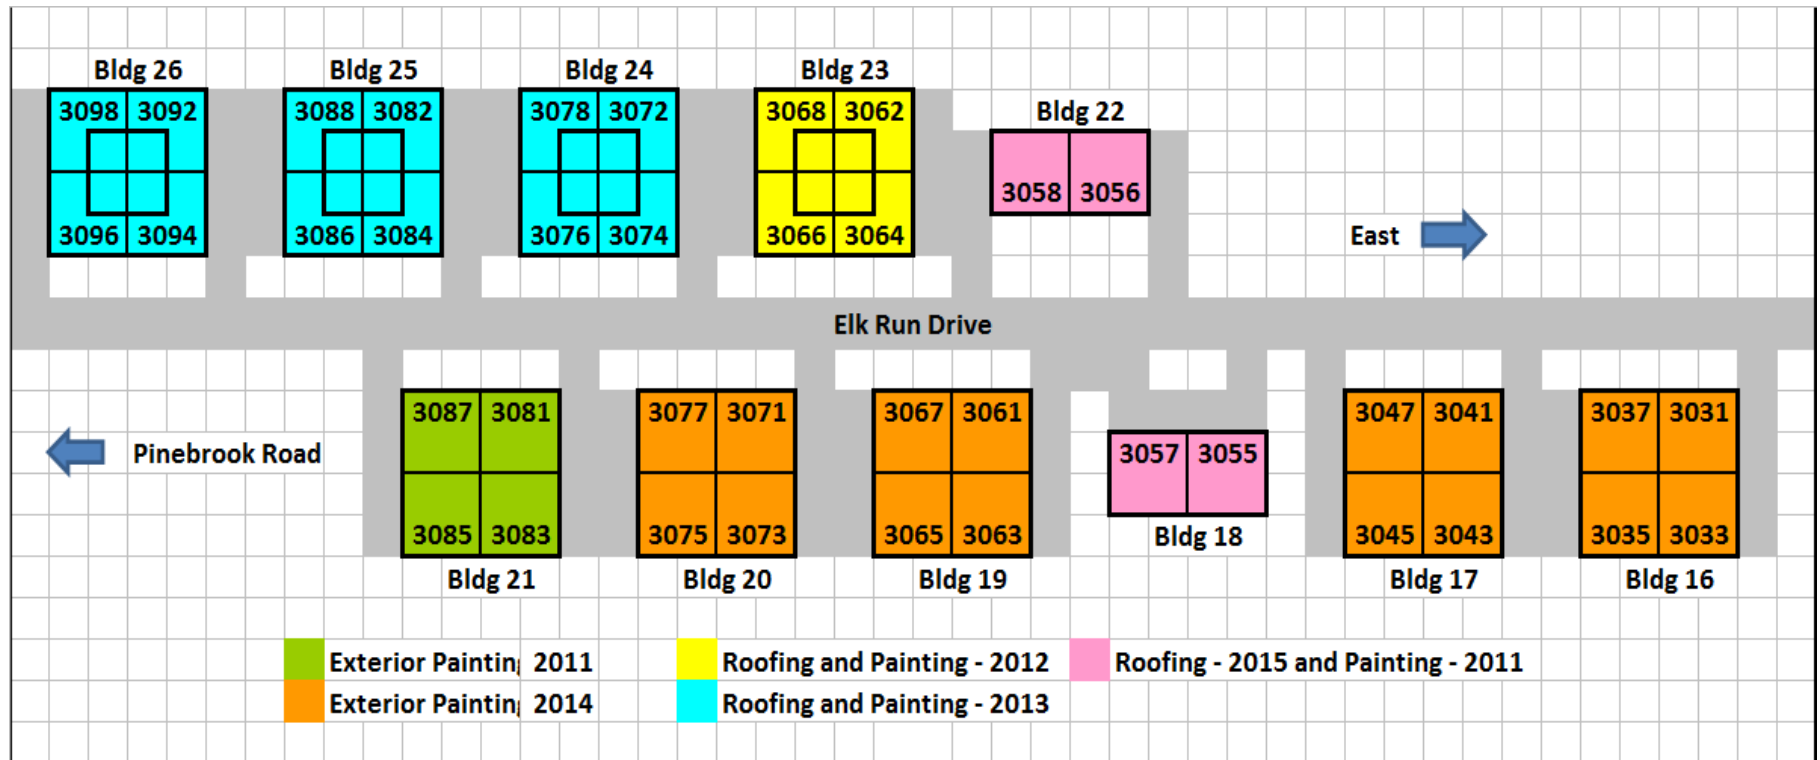 Bldg 26 Bldg 25 Bldg 24 Bldg 23
3098 3092 3088 3082 3078 3072 3068 3062 Bldg 22
3058 3056
3096 3094 3086 3084 3076 3074 3066 3064 East
Elk Run Drive
3087 3081 3077 3071 3067 3061 3047 3041 3037 3031
Pinebrook Road 3057 3055
3085 3083 3075 3073 3065 3063 Bldg 18 3045 3043 3035 3033
Bldg 21 Bldg 20 Bldg 19 Bldg 17 Bldg 16
Exterior Painting 2011 Roofing and Painting - 2012 Roofing - 2015 and Painting - 2011
Exterior Painting 2014 Roofing and Painting - 2013